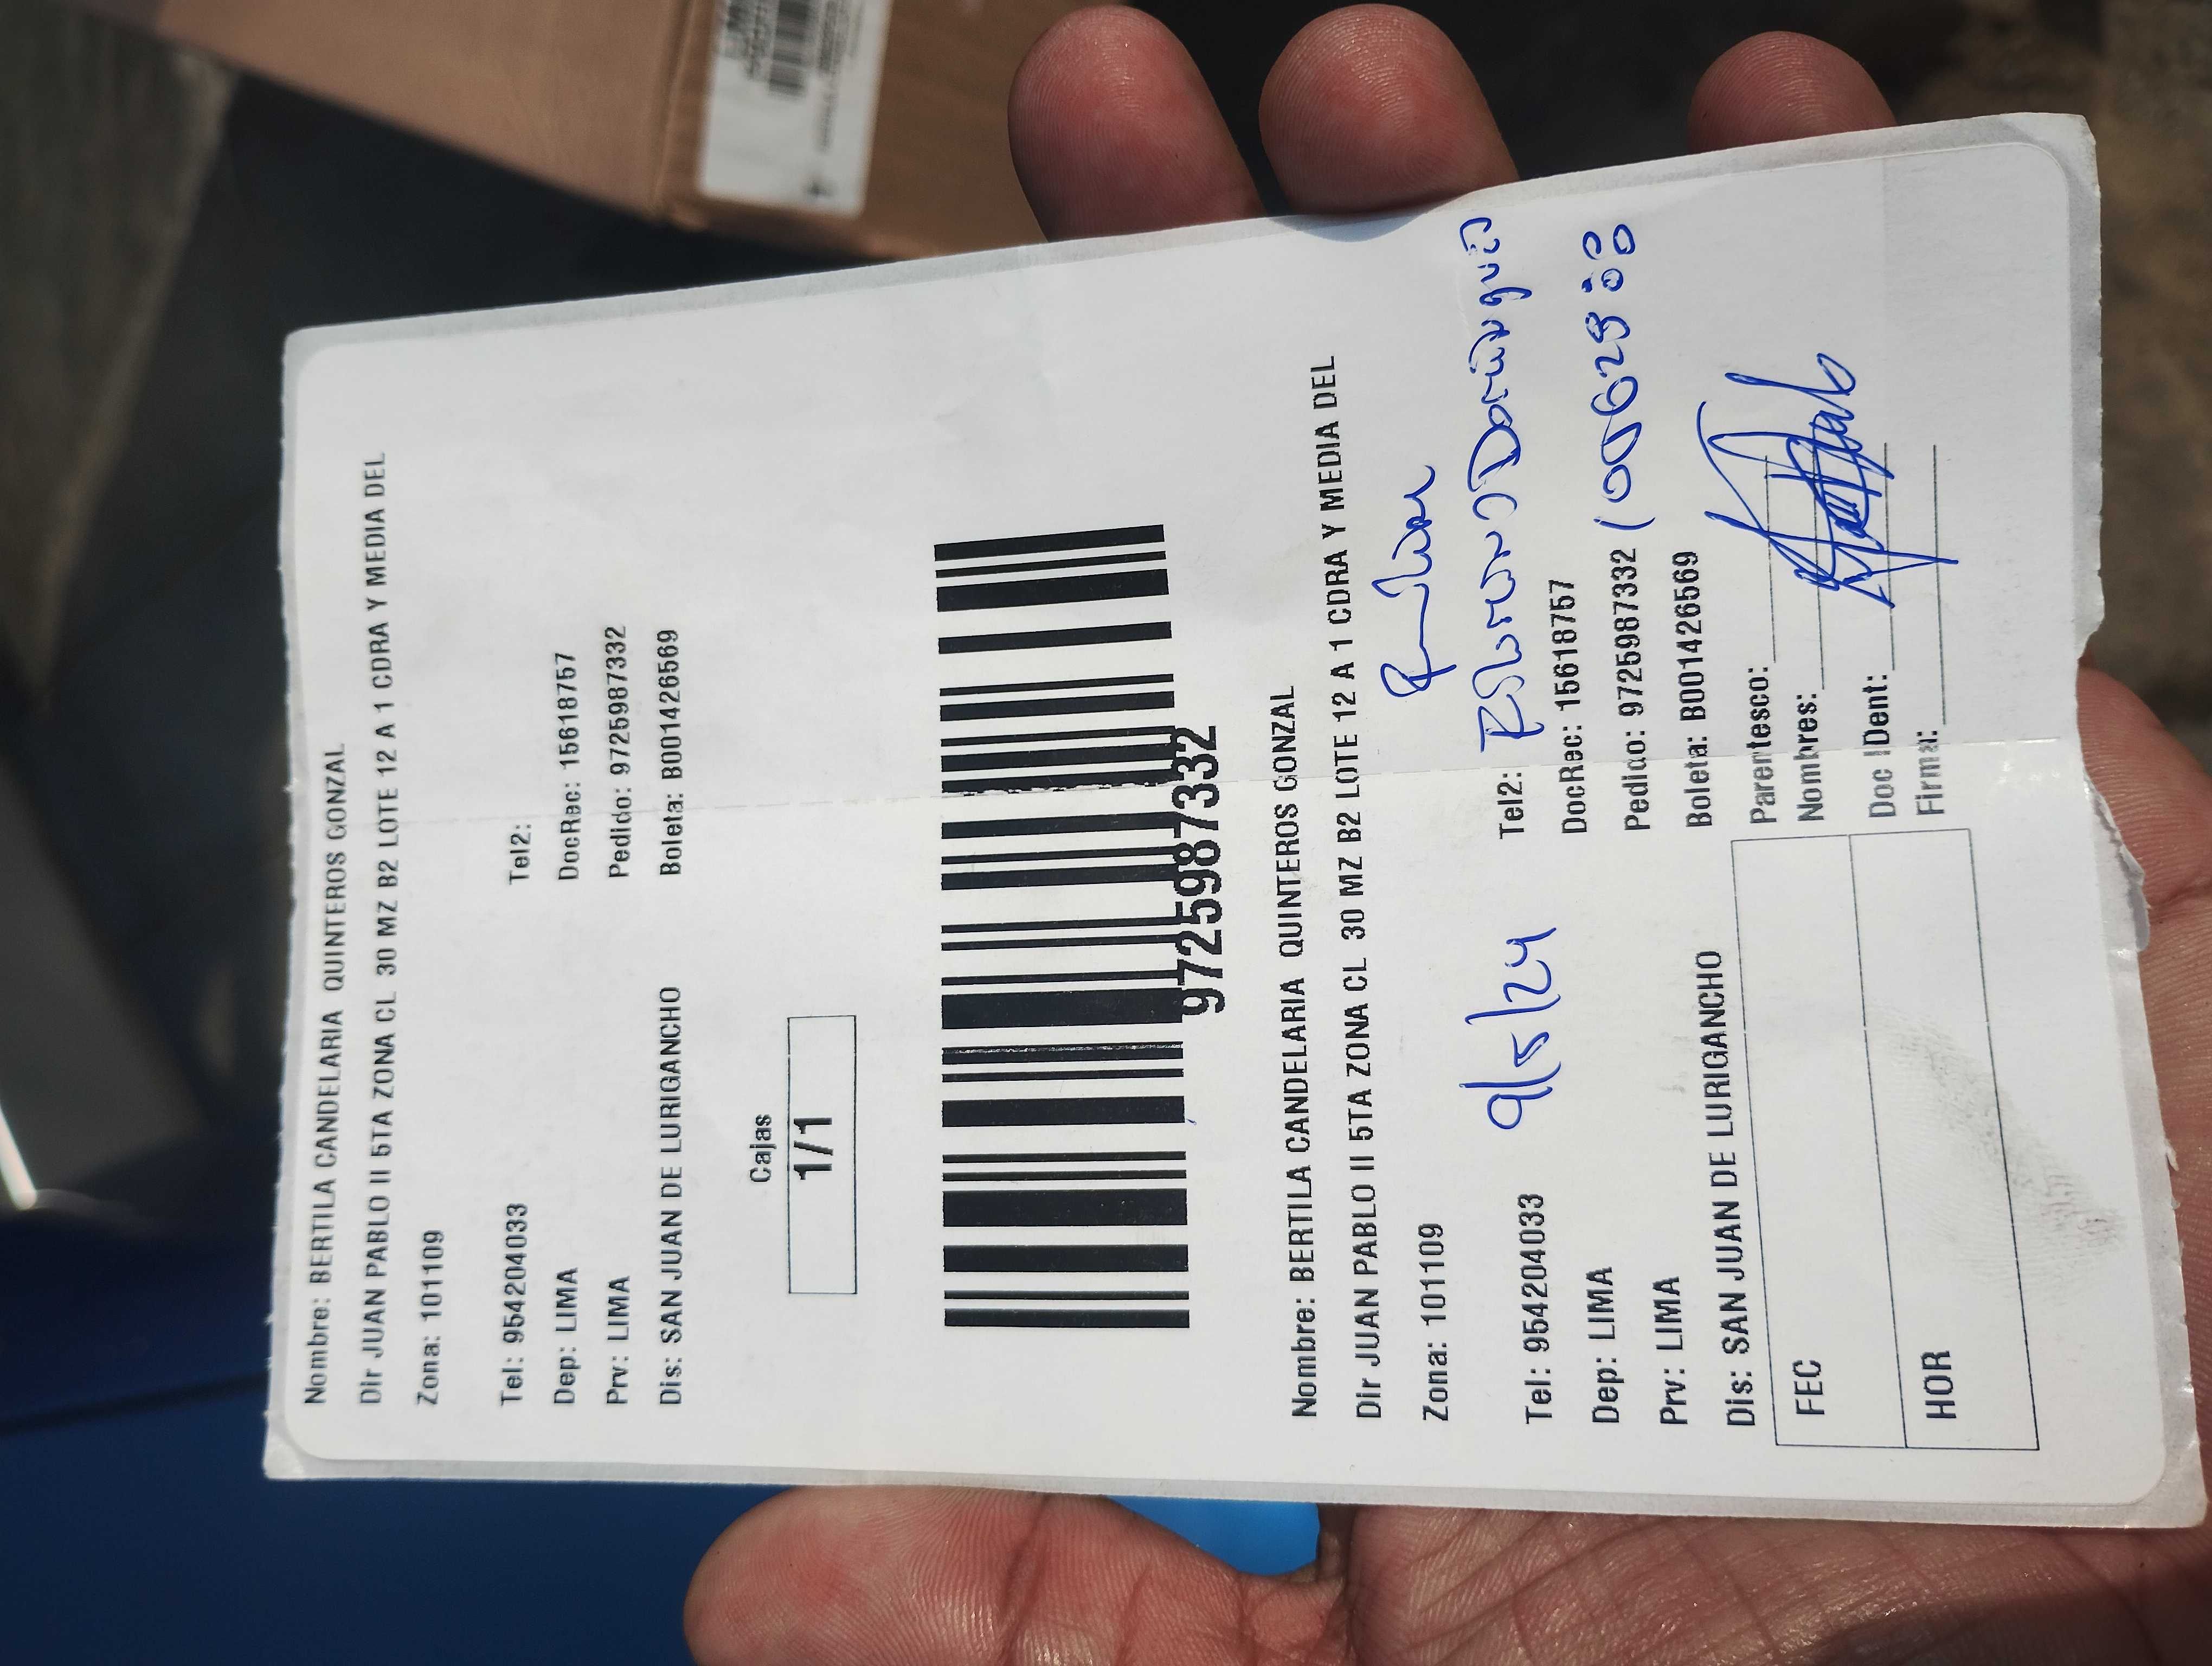 Nombre: BERTILA CANDELARIA QUINTEROS GONZAL
Dir JUAN PABLO II 5TA ZONA CL 30 MZ B2 LOTE 12 A 1 CDRA Y MEDIA DEL
Zona: 101109
Tel: 954204033 Tel2:
Dep: LIMA DocRec: 15618757
Prv: LIMA Pedido: 9725987332
Dis: SAN JUAN DE LURIGANCHO Boleta: B001426569
Cajas
1/1
9725987332
Nombre: BERTILA CANDELARIA QUINTEROS GONZAL
Dir JUAN PABLO II 5TA ZONA CL 30 MZ B2 LOTE 12 A 1 CDRA Y MEDIA DEL
Zona: 101109
Tel: 954204033 9/5/24 Tel2:
Dep: LIMA DocRec: 15618757
Prv: LIMA Pedido: 9725987332
Dis: SAN JUAN DE LURIGANCHO Boleta: B001426569
FEC Parentesco:
Nombres:
HOR Doc IDent:
Firma: